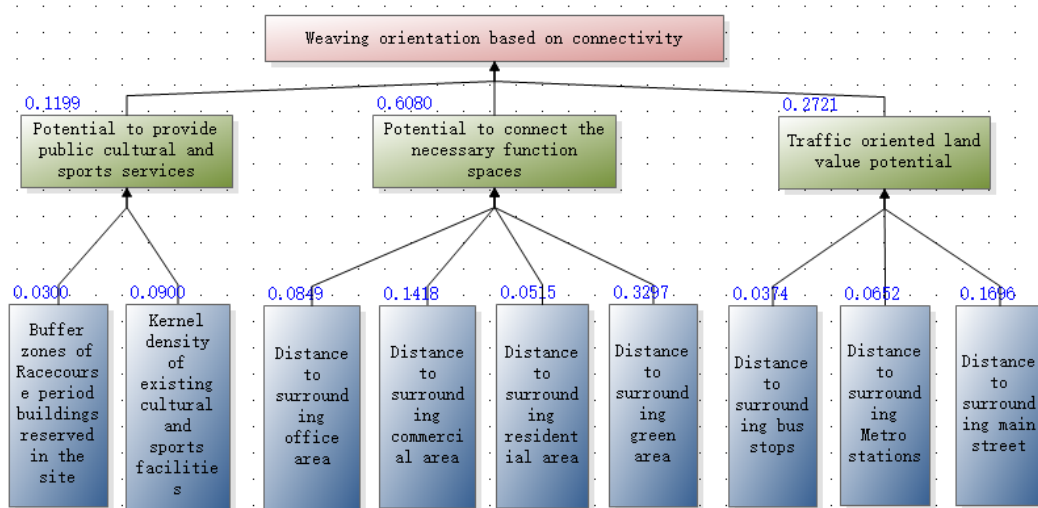 Weaving orientation based on connectivity
0.1199
0.6080
0.2721
Potential to provide
public cultural and
sports services
Potential to connect the
necessary function
spaces
Traffic oriented land
value potential
0.0300
0.0900
0.0849
0.1418
0.0515
0.3297
0.0374
0.0652
0.1696
Buffer
zones of
Racecours
e period
buildings
reserved
in the
site
Kernel
density
of
existing
cultural
and
sports
facilitie
s
Distance
to
surround
ing
office
area
Distance
to
surround
ing
commerci
al area
Distance
to
surround
ing
resident
ial area
Distance
to
surround
ing
green
area
Distance
to
surround
ing bus
stops
Distance
to
surround
ing
Metro
stations
Distance
to
surround
ing main
street